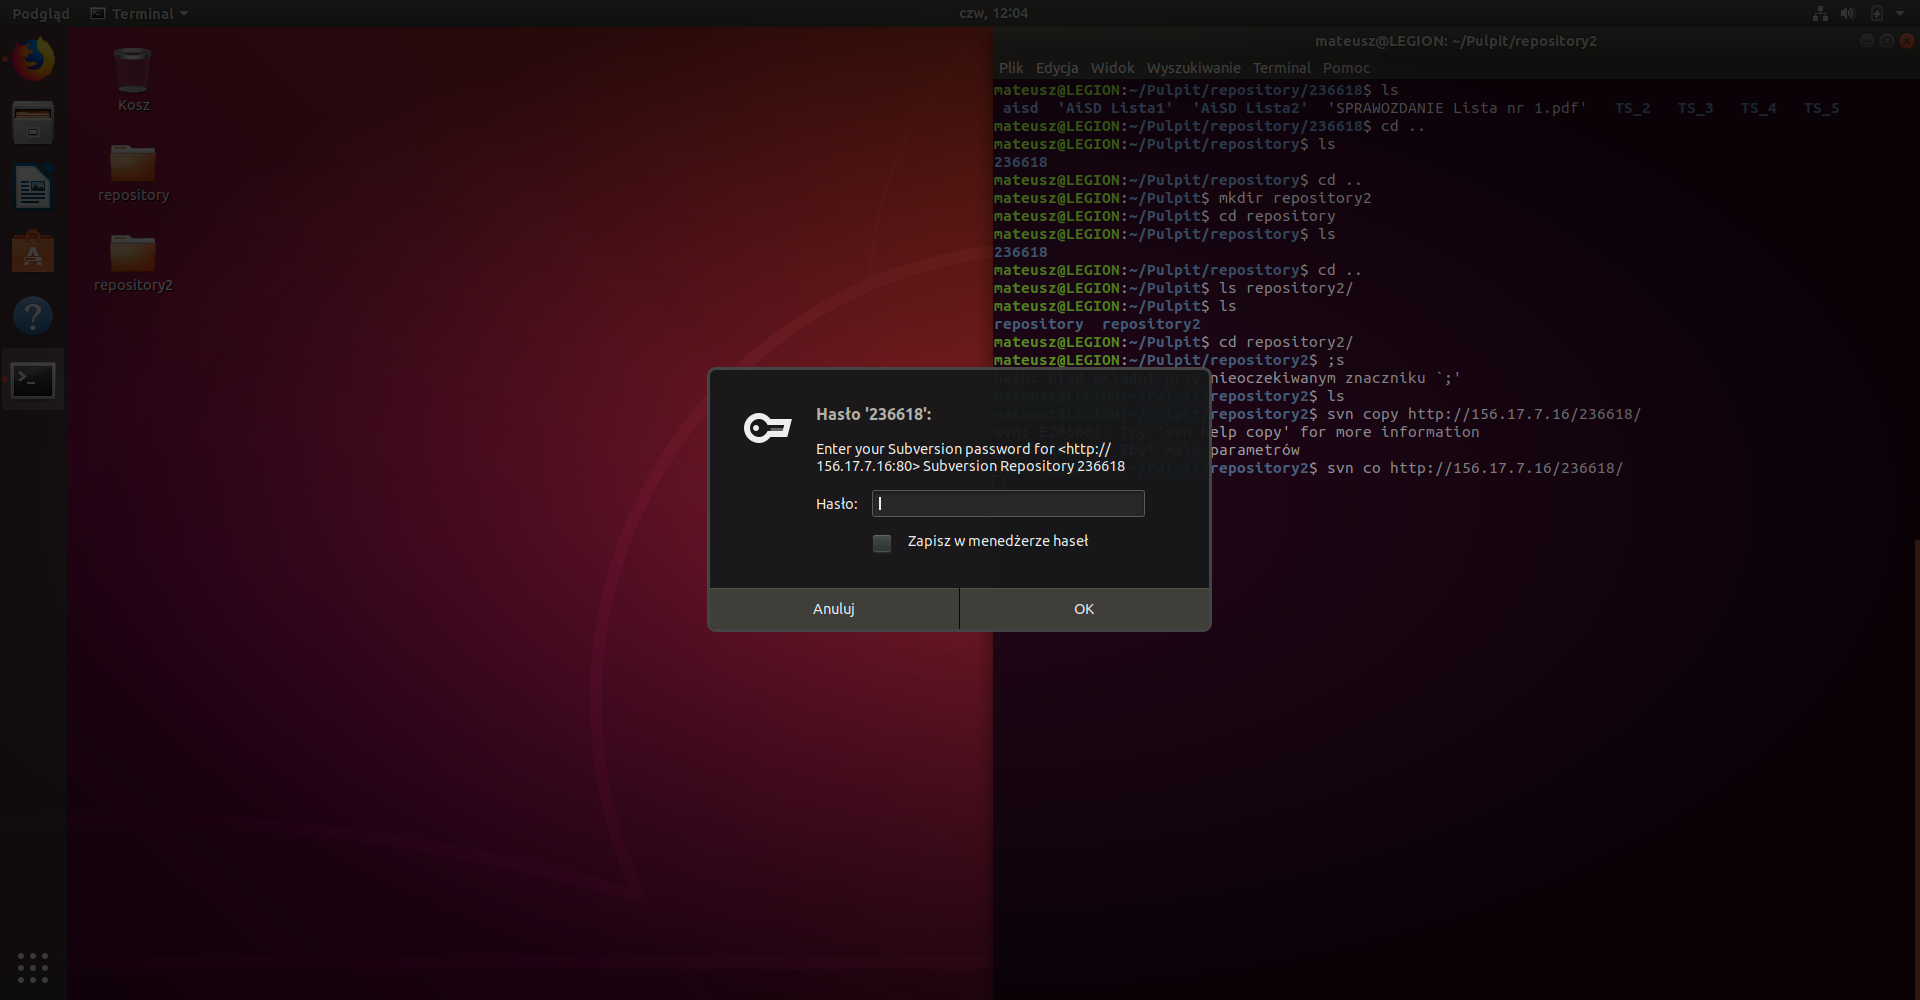 Podgląd Terminal czw, 12:04
Kosz
repository
repository2
mateusz@LEGION: ~/Pulpit/repository2
Plik Edycja Widok Wyszukiwanie Terminal Pomoc
mateusz@LEGION:~/Pulpit/repository/236618$ ls
aisd 'AiSD Lista1' 'AiSD Lista2' 'SPRAWOZDANIE Lista nr 1.pdf' TS_2 TS_3 TS_4 TS_5
mateusz@LEGION:~/Pulpit/repository/236618$ cd ..
mateusz@LEGION:~/Pulpit/repository$ ls
236618
mateusz@LEGION:~/Pulpit/repository$ cd ..
mateusz@LEGION:~/Pulpit$ mkdir repository2
mateusz@LEGION:~/Pulpit$ cd repository
mateusz@LEGION:~/Pulpit/repository$ ls
236618
mateusz@LEGION:~/Pulpit/repository$ cd ..
mateusz@LEGION:~/Pulpit$ ls repository2/
mateusz@LEGION:~/Pulpit$ ls
repository repository2
mateusz@LEGION:~/Pulpit$ cd repository2/
mateusz@LEGION:~/Pulpit/repository2$ ;s
bash: błąd składni przy nieoczekiwanym znaczniku `;'
mateusz@LEGION:~/Pulpit/repository2$ ls
mateusz@LEGION:~/Pulpit/repository2$ svn copy http://156.17.7.16/236618/
svn: E205001: Try 'svn help copy' for more information
Zbyt mało parametrów
/repository2$ svn co http://156.17.7.16/236618/
Hasło '236618':
Enter your Subversion password for <http://
156.17.7.16:80> Subversion Repository 236618
Hasło:
Zapisz w menedżerze haseł
Anuluj OK